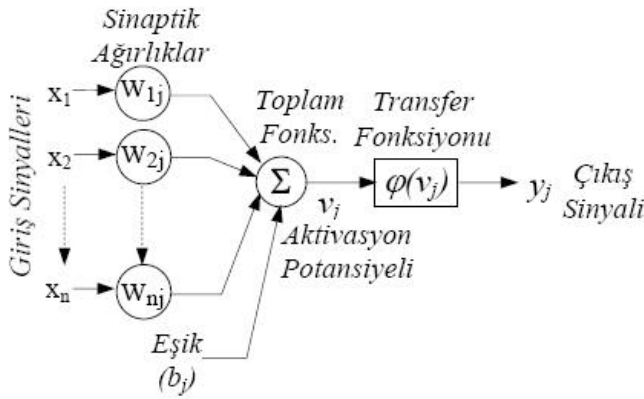 Sinaptik
Ağırlıklar
Giriş Sinyalleri
x₁
w₁ⱼ
x₂
w₂ⱼ
xₙ
wₙⱼ
Toplam
Fonks.
Σ
Transfer
Fonksiyonu
φ(vⱼ)
vⱼ
Aktivasyon
Potansiyeli
yⱼ
Çıkış
Sinyali
Eşik
(bⱼ)